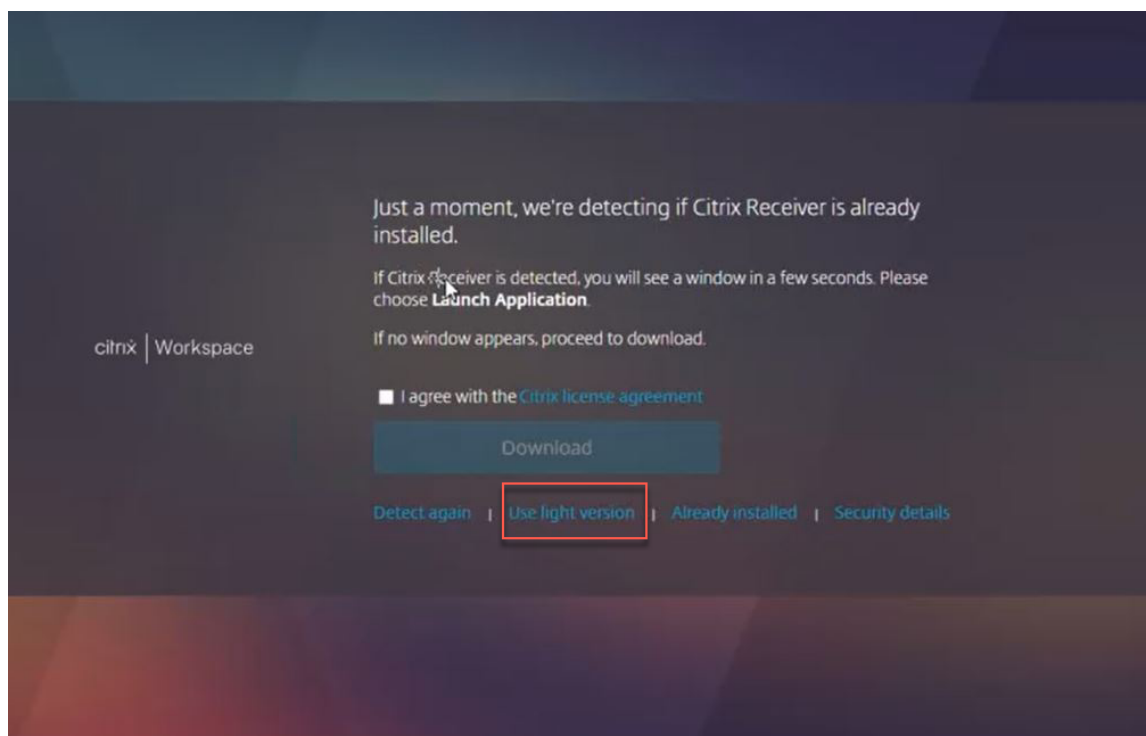 Just a moment, we're detecting if Citrix Receiver is already
installed.
If Citrix Receiver is detected, you will see a window in a few seconds. Please
choose Launch Application.
If no window appears, proceed to download.
citrix | Workspace
I agree with the Citrix license agreement
Download
Detect again | Use light version | Already installed | Security details